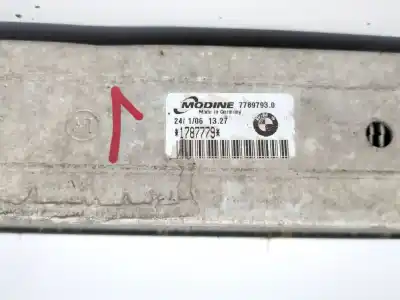 MODINE 7789793.0
Made in Germany
24/ 1/06 13.27
*1787779*